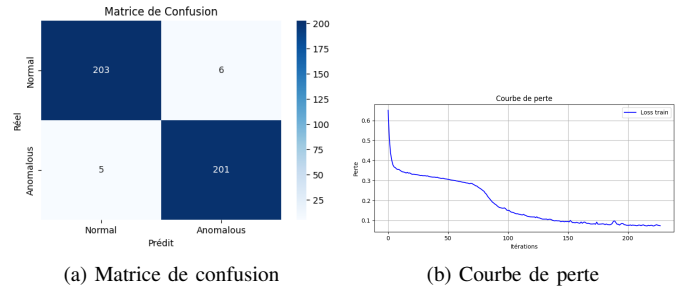 Matrice de Confusion
Réel
Normal
Anomalous
203
6
5
201
Normal
Anomalous
Prédit
200
175
150
125
100
75
50
25
(a) Matrice de confusion
Courbe de perte
Loss train
Perte
0.6
0.5
0.4
0.3
0.2
0.1
0
50
100
150
200
Itérations
(b) Courbe de perte